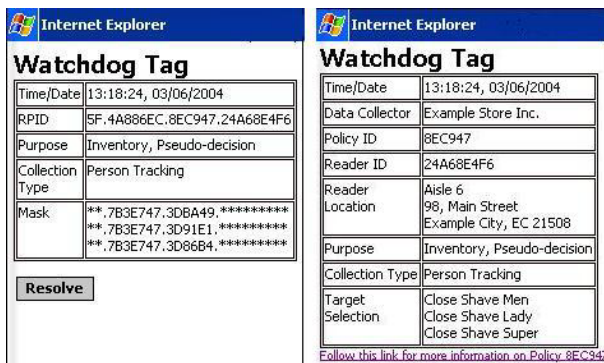 Internet Explorer
Watchdog Tag
Time/Date 13:18:24, 03/06/2004
RPID 5F.4A886EC.8EC947.24A68E4F6
Purpose Inventory, Pseudo-decision
Collection Type Person Tracking
Mask **.7B3E747.3DBA49.*********
**.7B3E747.3D91E1.*********
**.7B3E747.3D86B4.*********
Resolve
Internet Explorer
Watchdog Tag
Time/Date 13:18:24, 03/06/2004
Data Collector Example Store Inc.
Policy ID 8EC947
Reader ID 24A68E4F6
Reader Location Aisle 6
98, Main Street
Example City, EC 21508
Purpose Inventory, Pseudo-decision
Collection Type Person Tracking
Target Selection Close Shave Men
Close Shave Lady
Close Shave Super
Follow this link for more information on Policy 8EC947